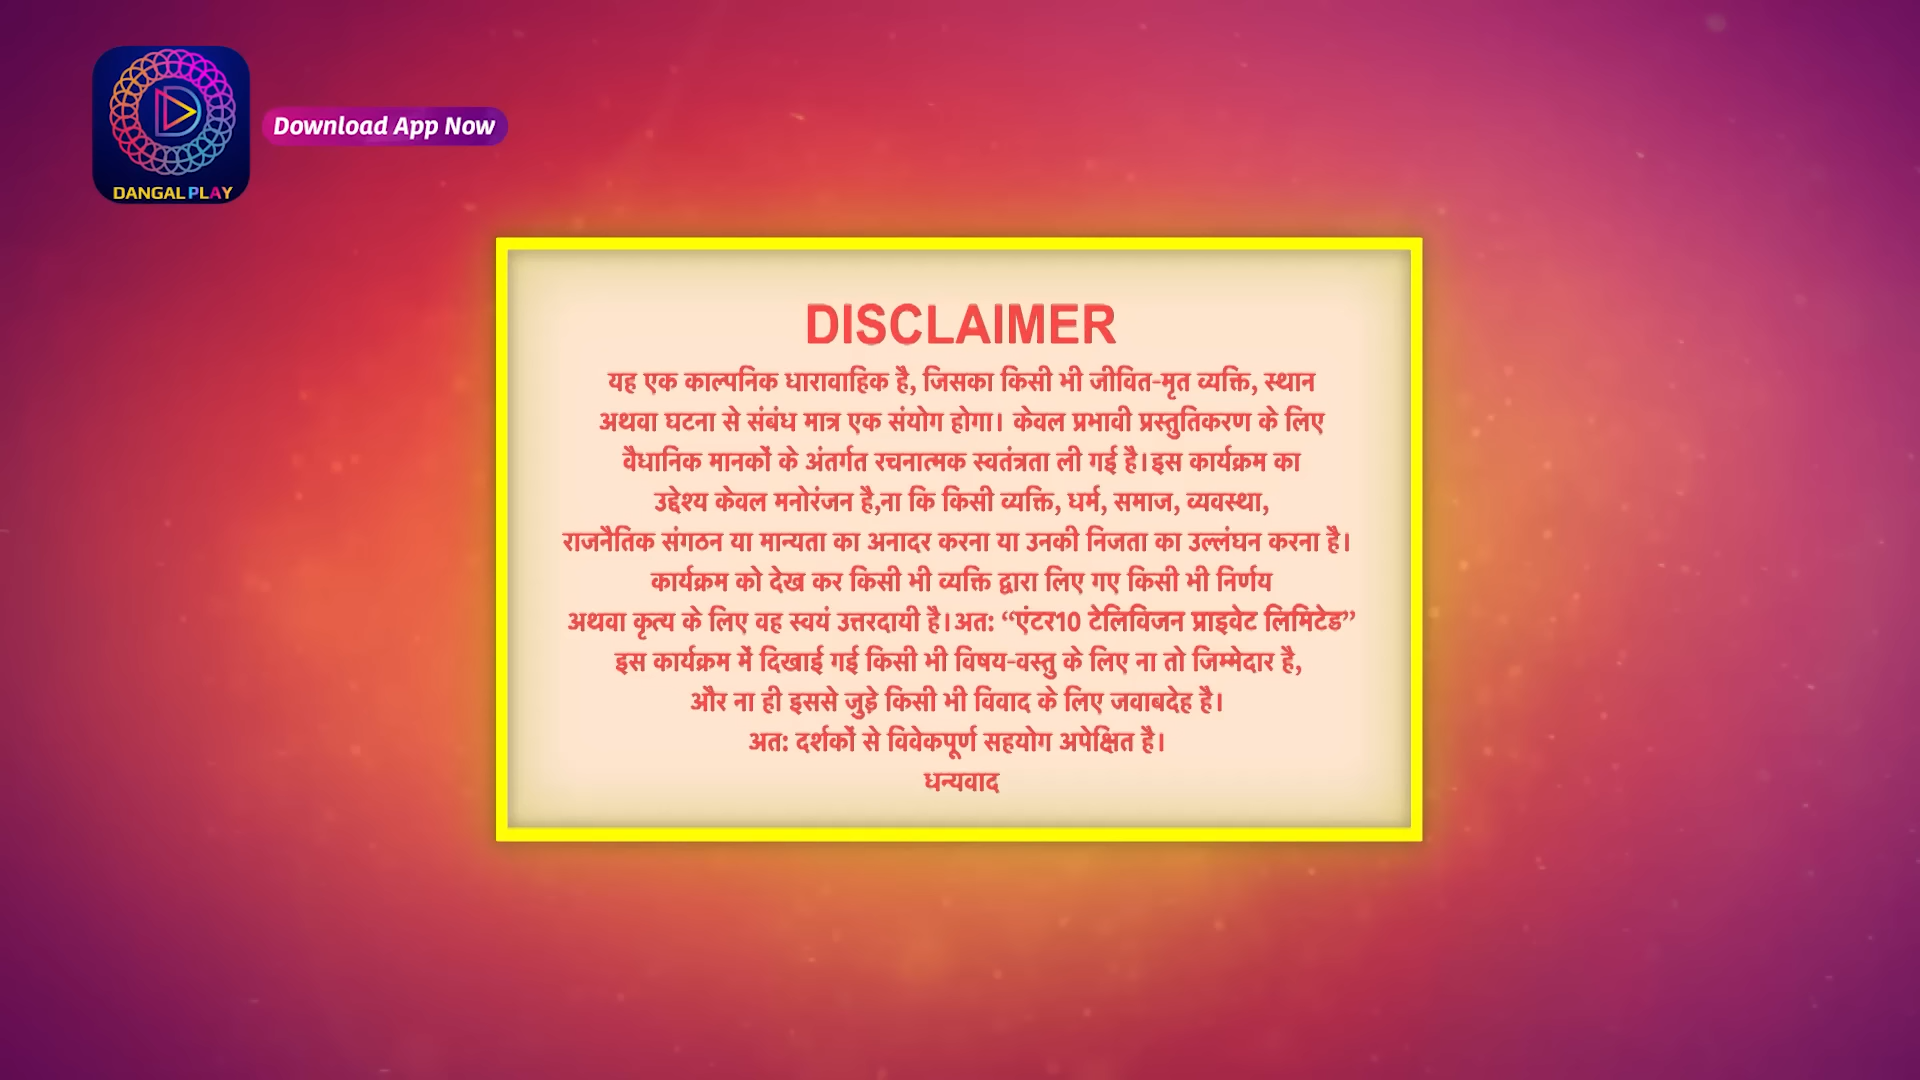 DANGAL PLAY
Download App Now
DISCLAIMER
यह एक काल्पनिक धारावाहिक है, जिसका किसी भी जीवित-मृत व्यक्ति, स्थान
अथवा घटना से संबंध मात्र एक संयोग होगा। केवल प्रभावी प्रस्तुतिकरण के लिए
वैधानिक मानकों के अंतर्गत रचनात्मक स्वतंत्रता ली गई है। इस कार्यक्रम का
उद्देश्य केवल मनोरंजन है,ना कि किसी व्यक्ति, धर्म, समाज, व्यवस्था,
राजनैतिक संगठन या मान्यता का अनादर करना या उनकी निजता का उल्लंघन करना है।
कार्यक्रम को देख कर किसी भी व्यक्ति द्वारा लिए गए किसी भी निर्णय
अथवा कृत्य के लिए वह स्वयं उत्तरदायी है। अत: “एंटर10 टेलिविजन प्राइवेट लिमिटेड”
इस कार्यक्रम में दिखाई गई किसी भी विषय-वस्तु के लिए ना तो जिम्मेदार है,
और ना ही इससे जुड़े किसी भी विवाद के लिए जवाबदेह है।
अत: दर्शकों से विवेकपूर्ण सहयोग अपेक्षित है।
धन्यवाद